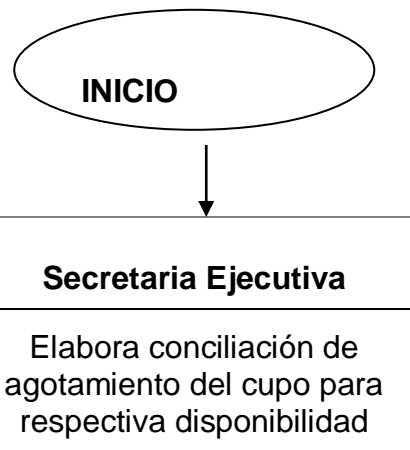 INICIO
Secretaria Ejecutiva
Elabora conciliación de
agotamiento del cupo para
respectiva disponibilidad